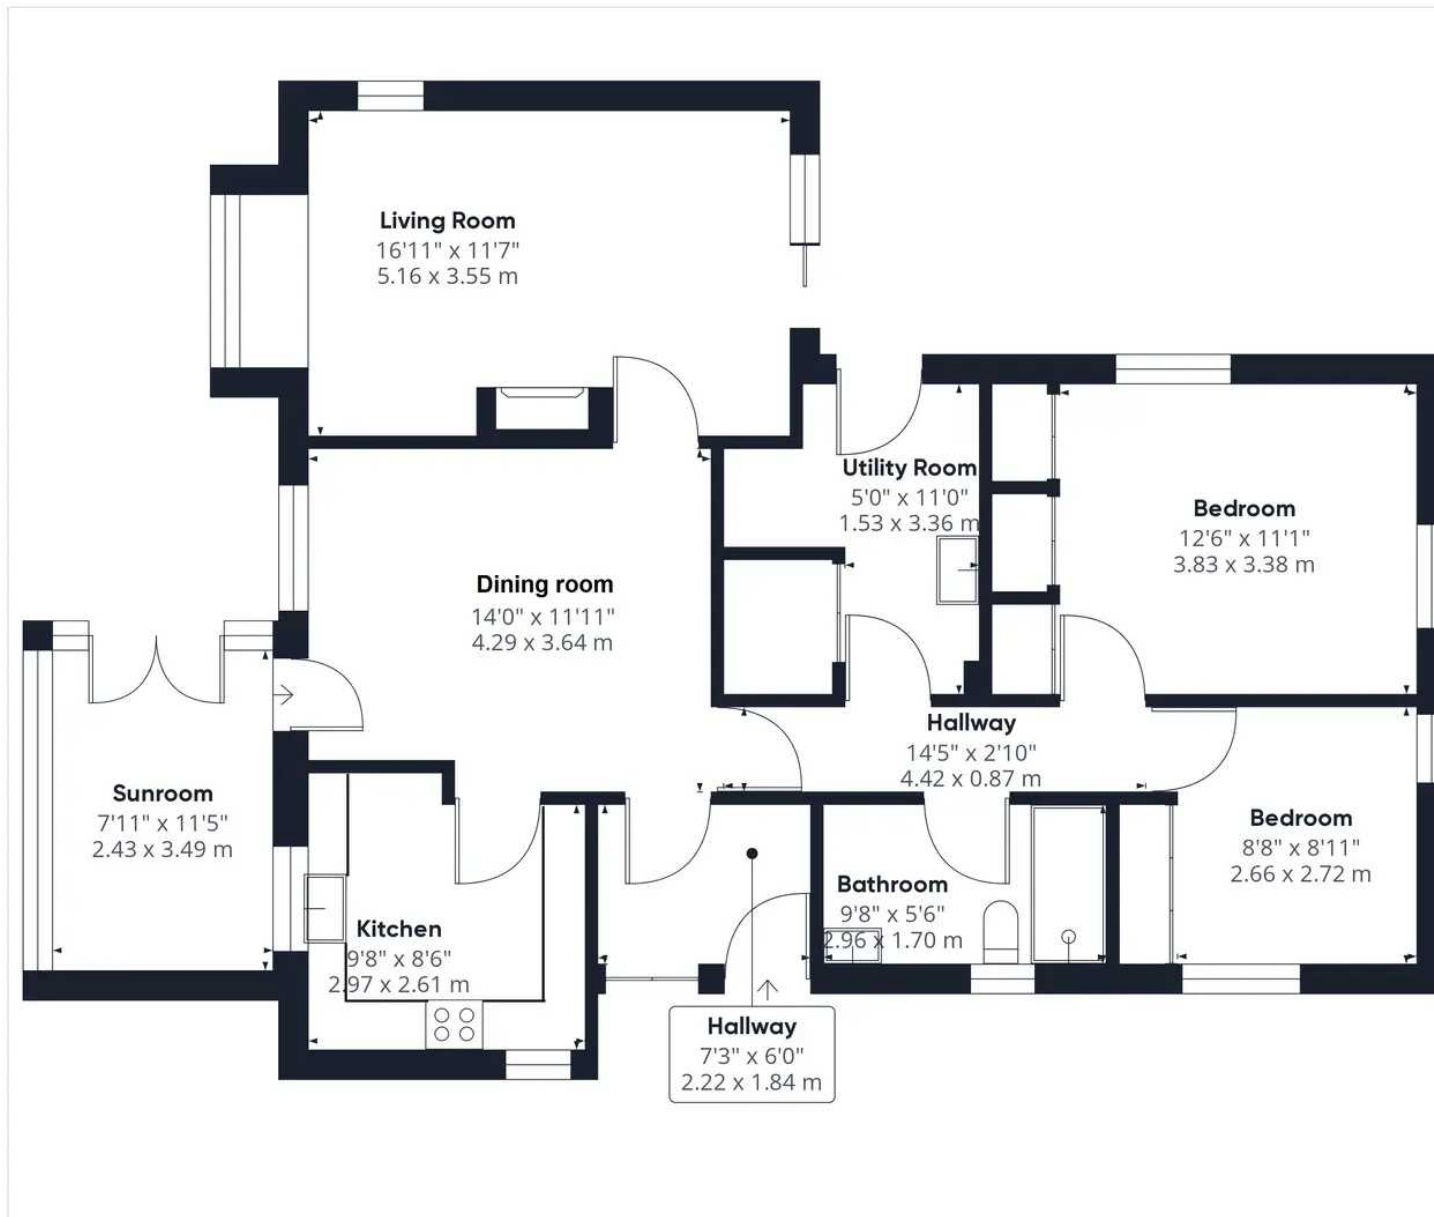 Living Room
16'11" x 11'7"
5.16 x 3.55 m
Utility Room
5'0" x 11'0"
1.53 x 3.36 m
Bedroom
12'6" x 11'1"
3.83 x 3.38 m
Dining room
14'0" x 11'11"
4.29 x 3.64 m
Hallway
14'5" x 2'10"
4.42 x 0.87 m
Sunroom
7'11" x 11'5"
2.43 x 3.49 m
Bedroom
8'8" x 8'11"
2.66 x 2.72 m
Bathroom
9'8" x 5'6"
2.96 x 1.70 m
Kitchen
9'8" x 8'6"
2.97 x 2.61 m
Hallway
7'3" x 6'0"
2.22 x 1.84 m